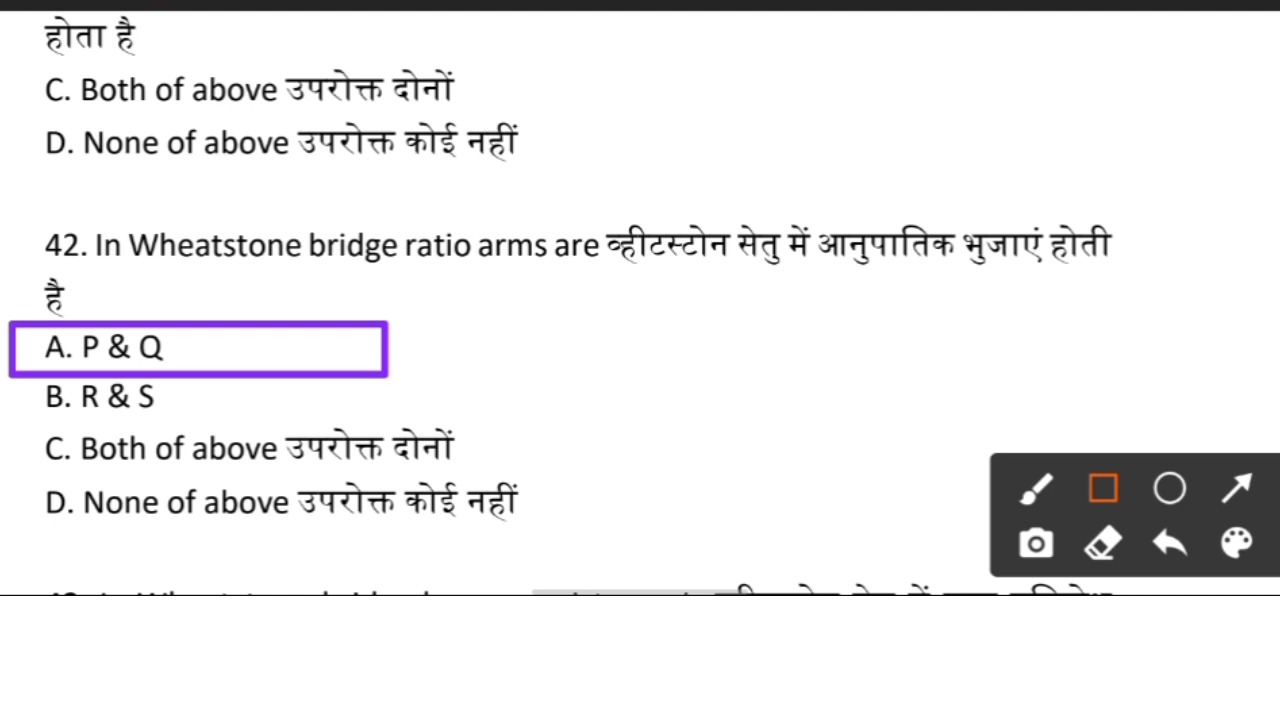 होता है
C. Both of above उपरोक्त दोनों
D. None of above उपरोक्त कोई नहीं
42. In Wheatstone bridge ratio arms are व्हीटस्टोन सेतु में आनुपातिक भुजाएं होती
है
A. P & Q
B. R & S
C. Both of above उपरोक्त दोनों
D. None of above उपरोक्त कोई नहीं